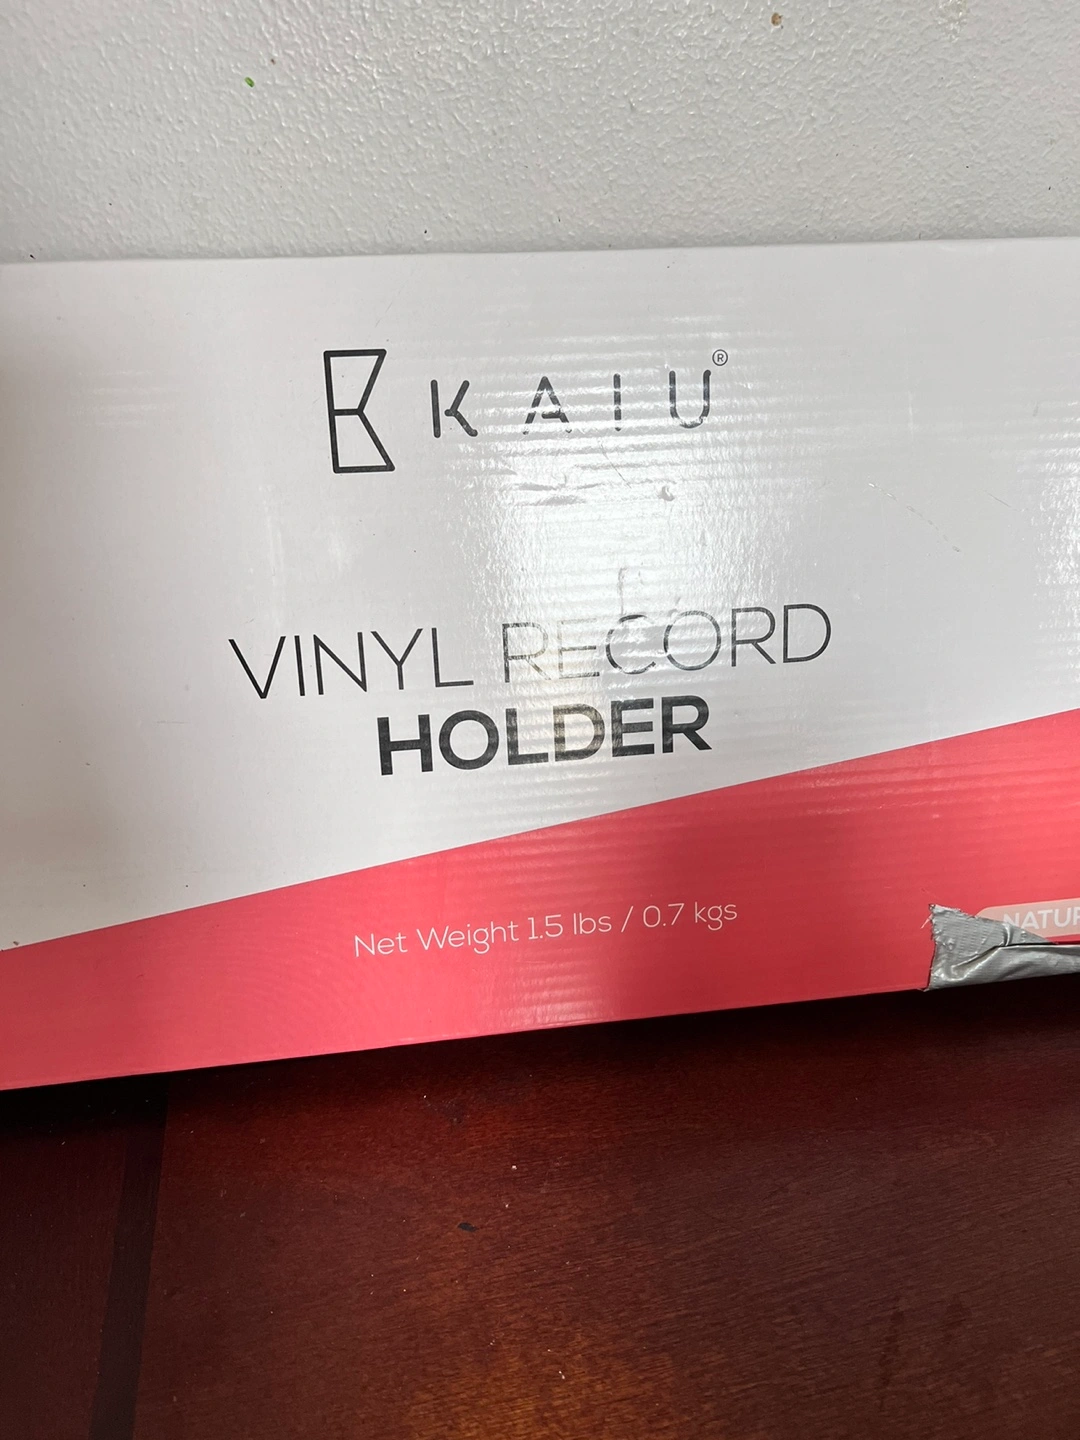 KAIU®
VINYL RECORD
HOLDER
Net Weight 1.5 lbs / 0.7 kgs